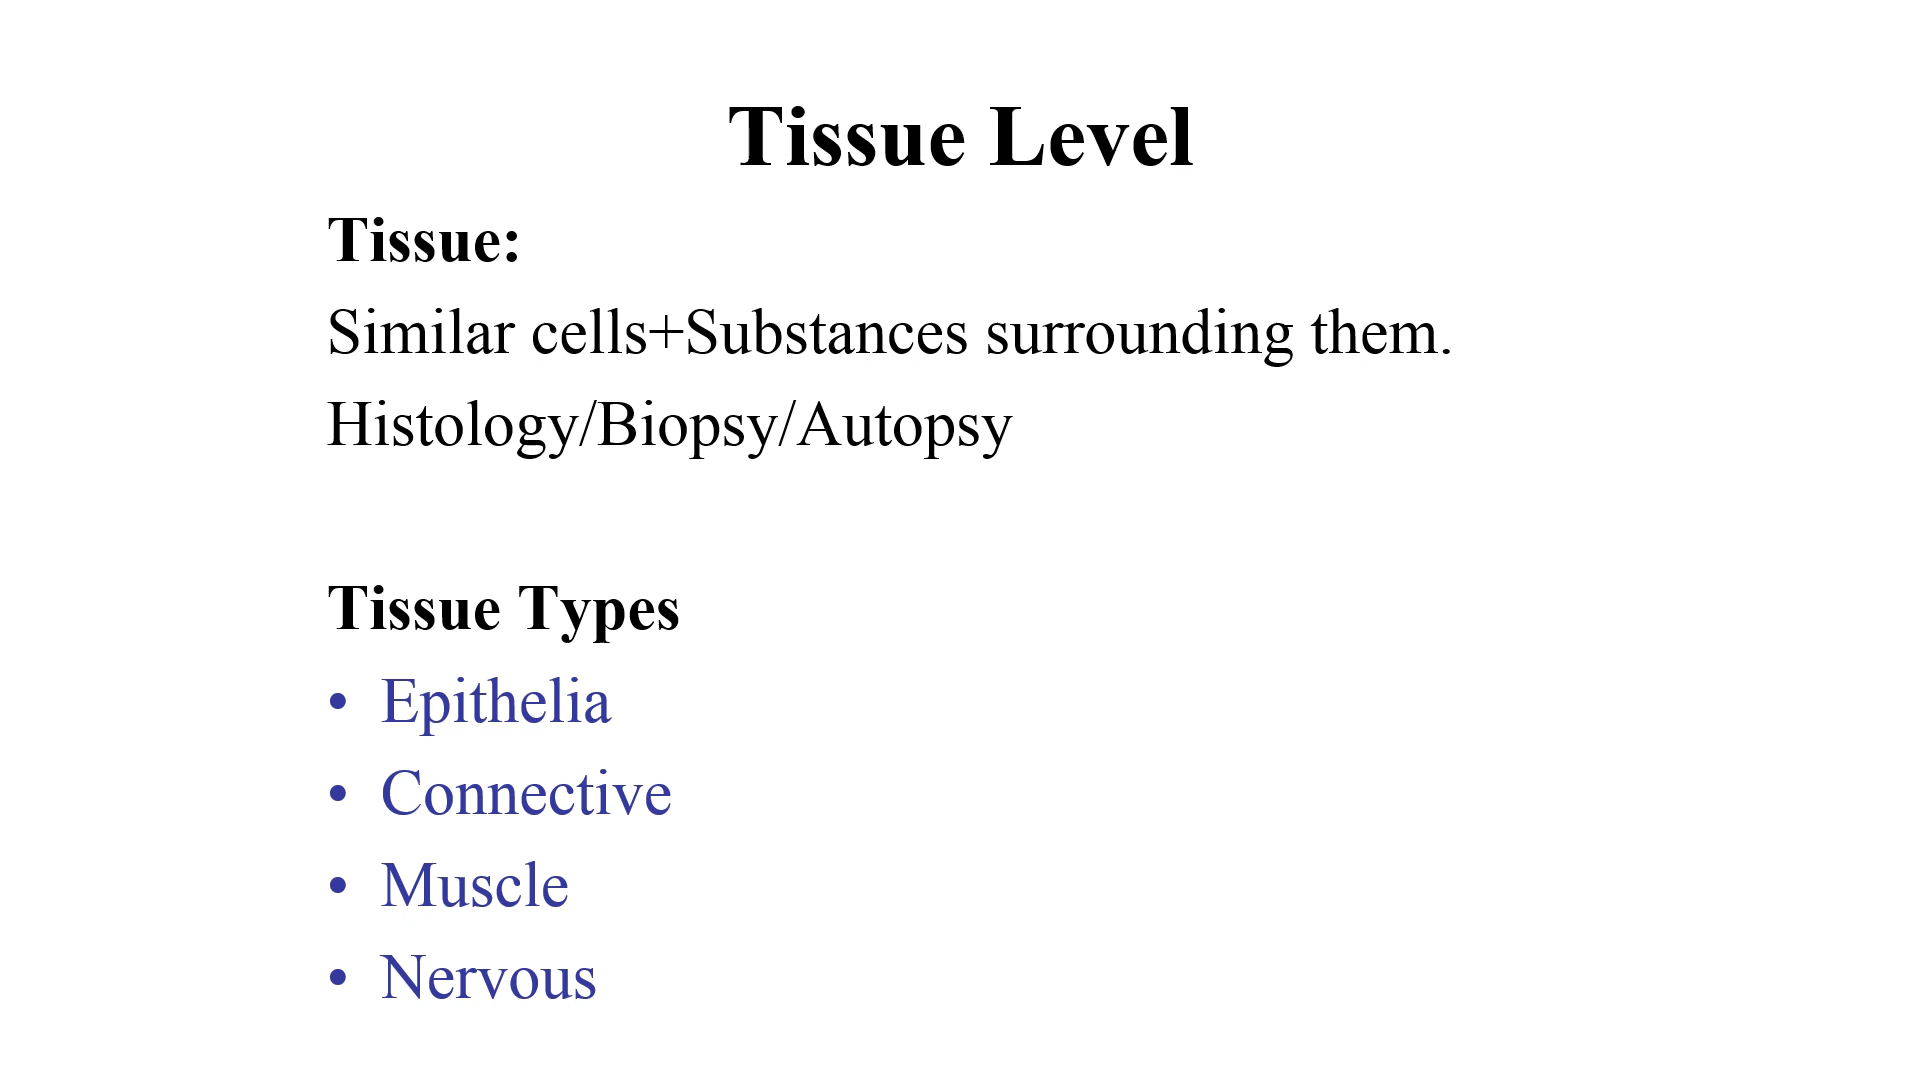 Tissue Level
Tissue:
Similar cells+Substances surrounding them.
Histology/Biopsy/Autopsy
Tissue Types
• Epithelia
• Connective
• Muscle
• Nervous